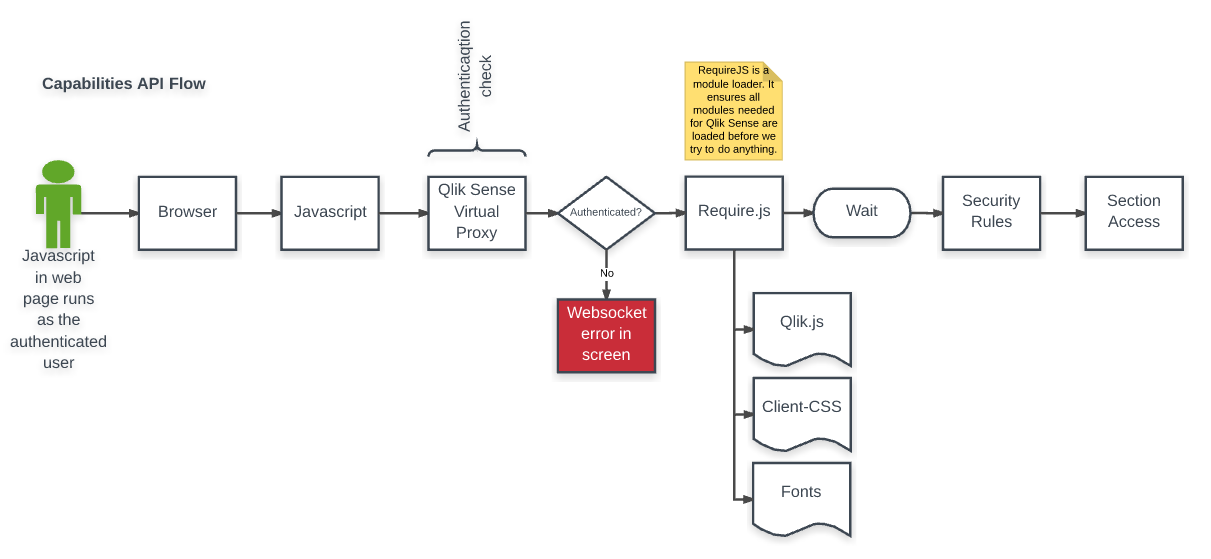 Capabilities API Flow
Authenticaqtion
check
RequireJS is a
module loader. It
ensures all
modules needed
for Qlik Sense are
loaded before we
try to do anything.
Javascript
in web
page runs
as the
authenticated
user
Browser
Javascript
Qlik Sense
Virtual
Proxy
Authenticated?
No
Websocket
error in
screen
Require.js
Wait
Security
Rules
Section
Access
Qlik.js
Client-CSS
Fonts